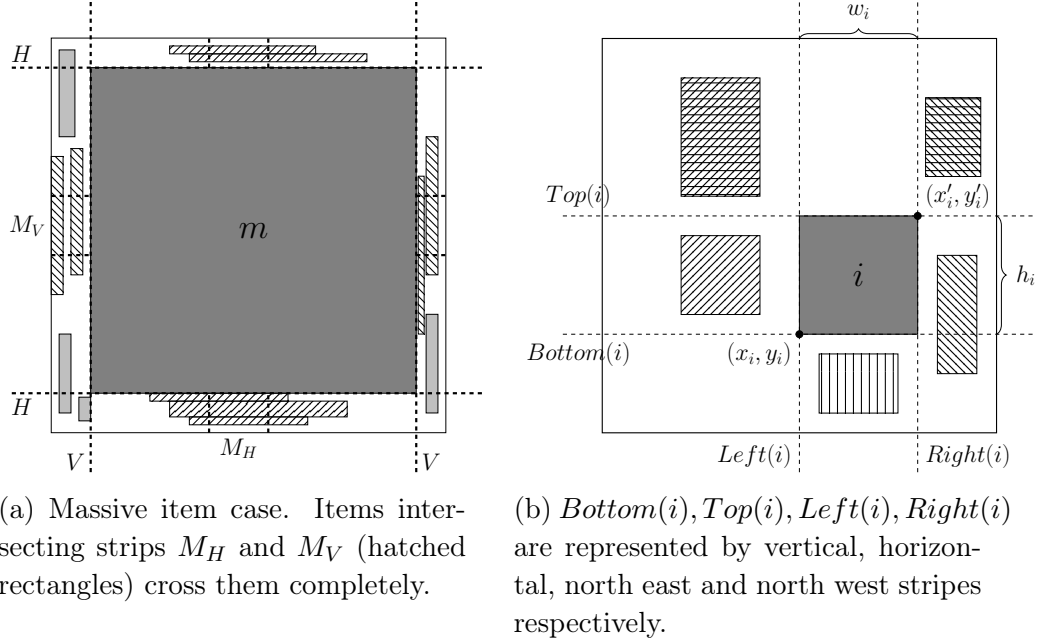 H
M_V
m
H
V
M_H
V
w_i
Top(i)
(x'_i, y'_i)
i
h_i
Bottom(i)
(x_i, y_i)
Left(i)
Right(i)
(a) Massive item case. Items inter-
secting strips M_H and M_V (hatched
rectangles) cross them completely.
(b) Bottom(i), Top(i), Left(i), Right(i)
are represented by vertical, horizon-
tal, north east and north west stripes
respectively.